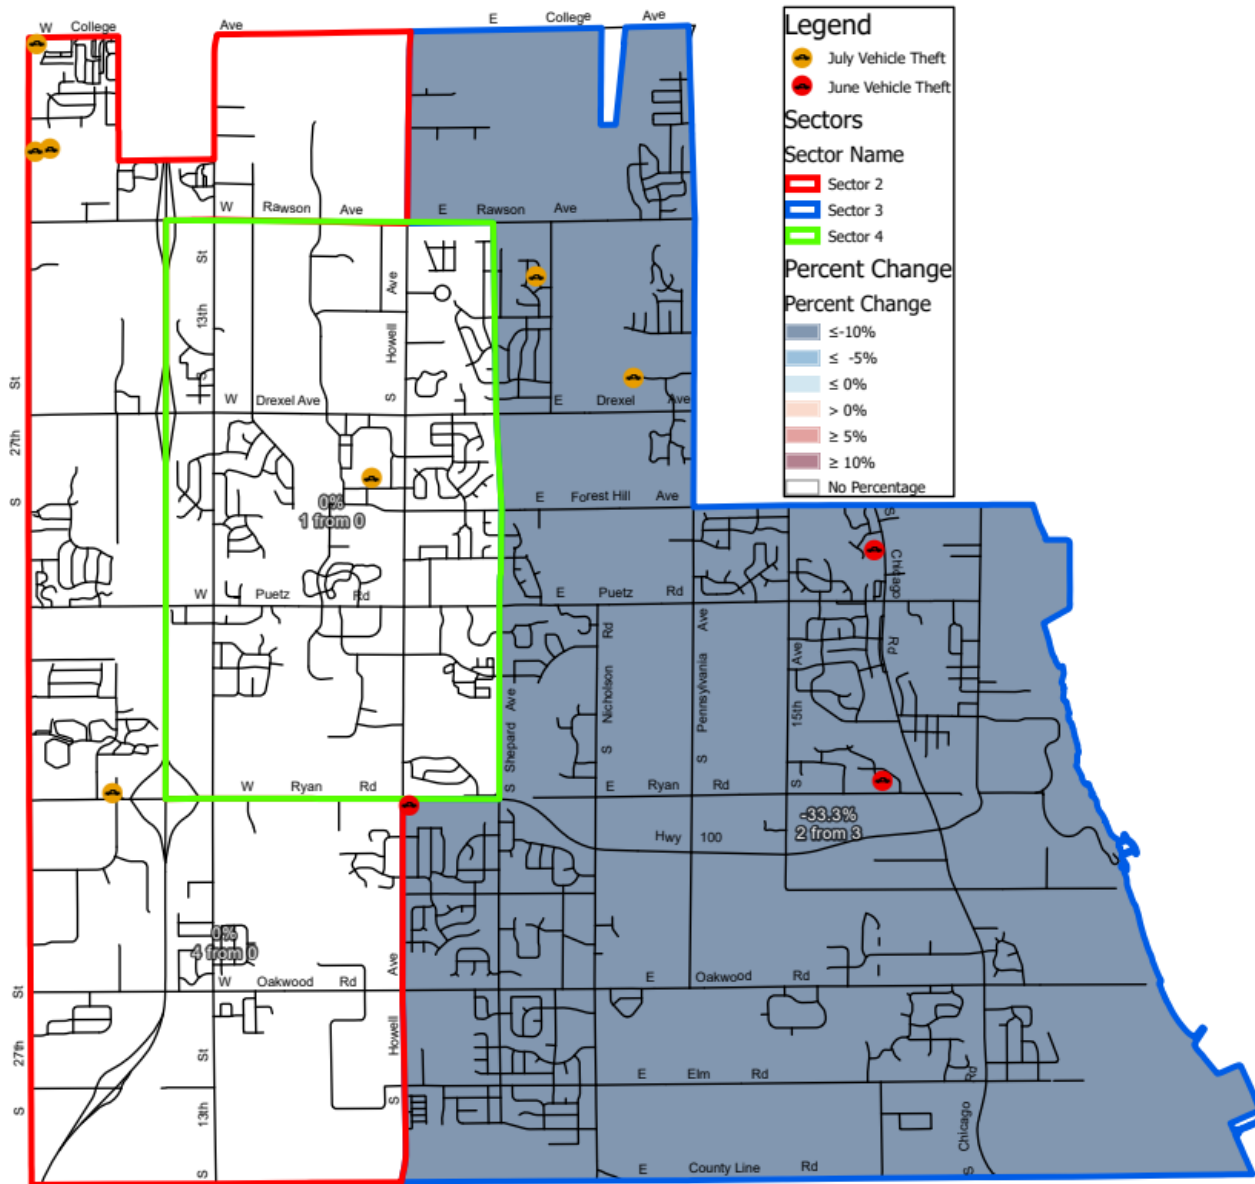 W College Ave
E College Ave
Legend
July Vehicle Theft
June Vehicle Theft
Sectors
Sector Name
Sector 2
Sector 3
Sector 4
Percent Change
Percent Change
≤-10%
≤ -5%
≤ 0%
> 0%
≥ 5%
≥ 10%
No Percentage
W Rawson Ave
E Rawson Ave
S 13th St
S Howell Ave
S 27th St
W Drexel Ave
E Drexel Ave
0%
1 from 0
E Forest Hill Ave
S Chicago Rd
W Puetz Rd
E Puetz Rd
S Shepard Ave
S Nicholson Rd
S Pennsylvania Ave
S 15th Ave
W Ryan Rd
E Ryan Rd
-33.3%
2 from 3
Hwy 100
0%
4 from 0
W Oakwood Rd
E Oakwood Rd
S 27th St
S 13th St
S Howell Ave
E Elm Rd
S Chicago Rd
E County Line Rd